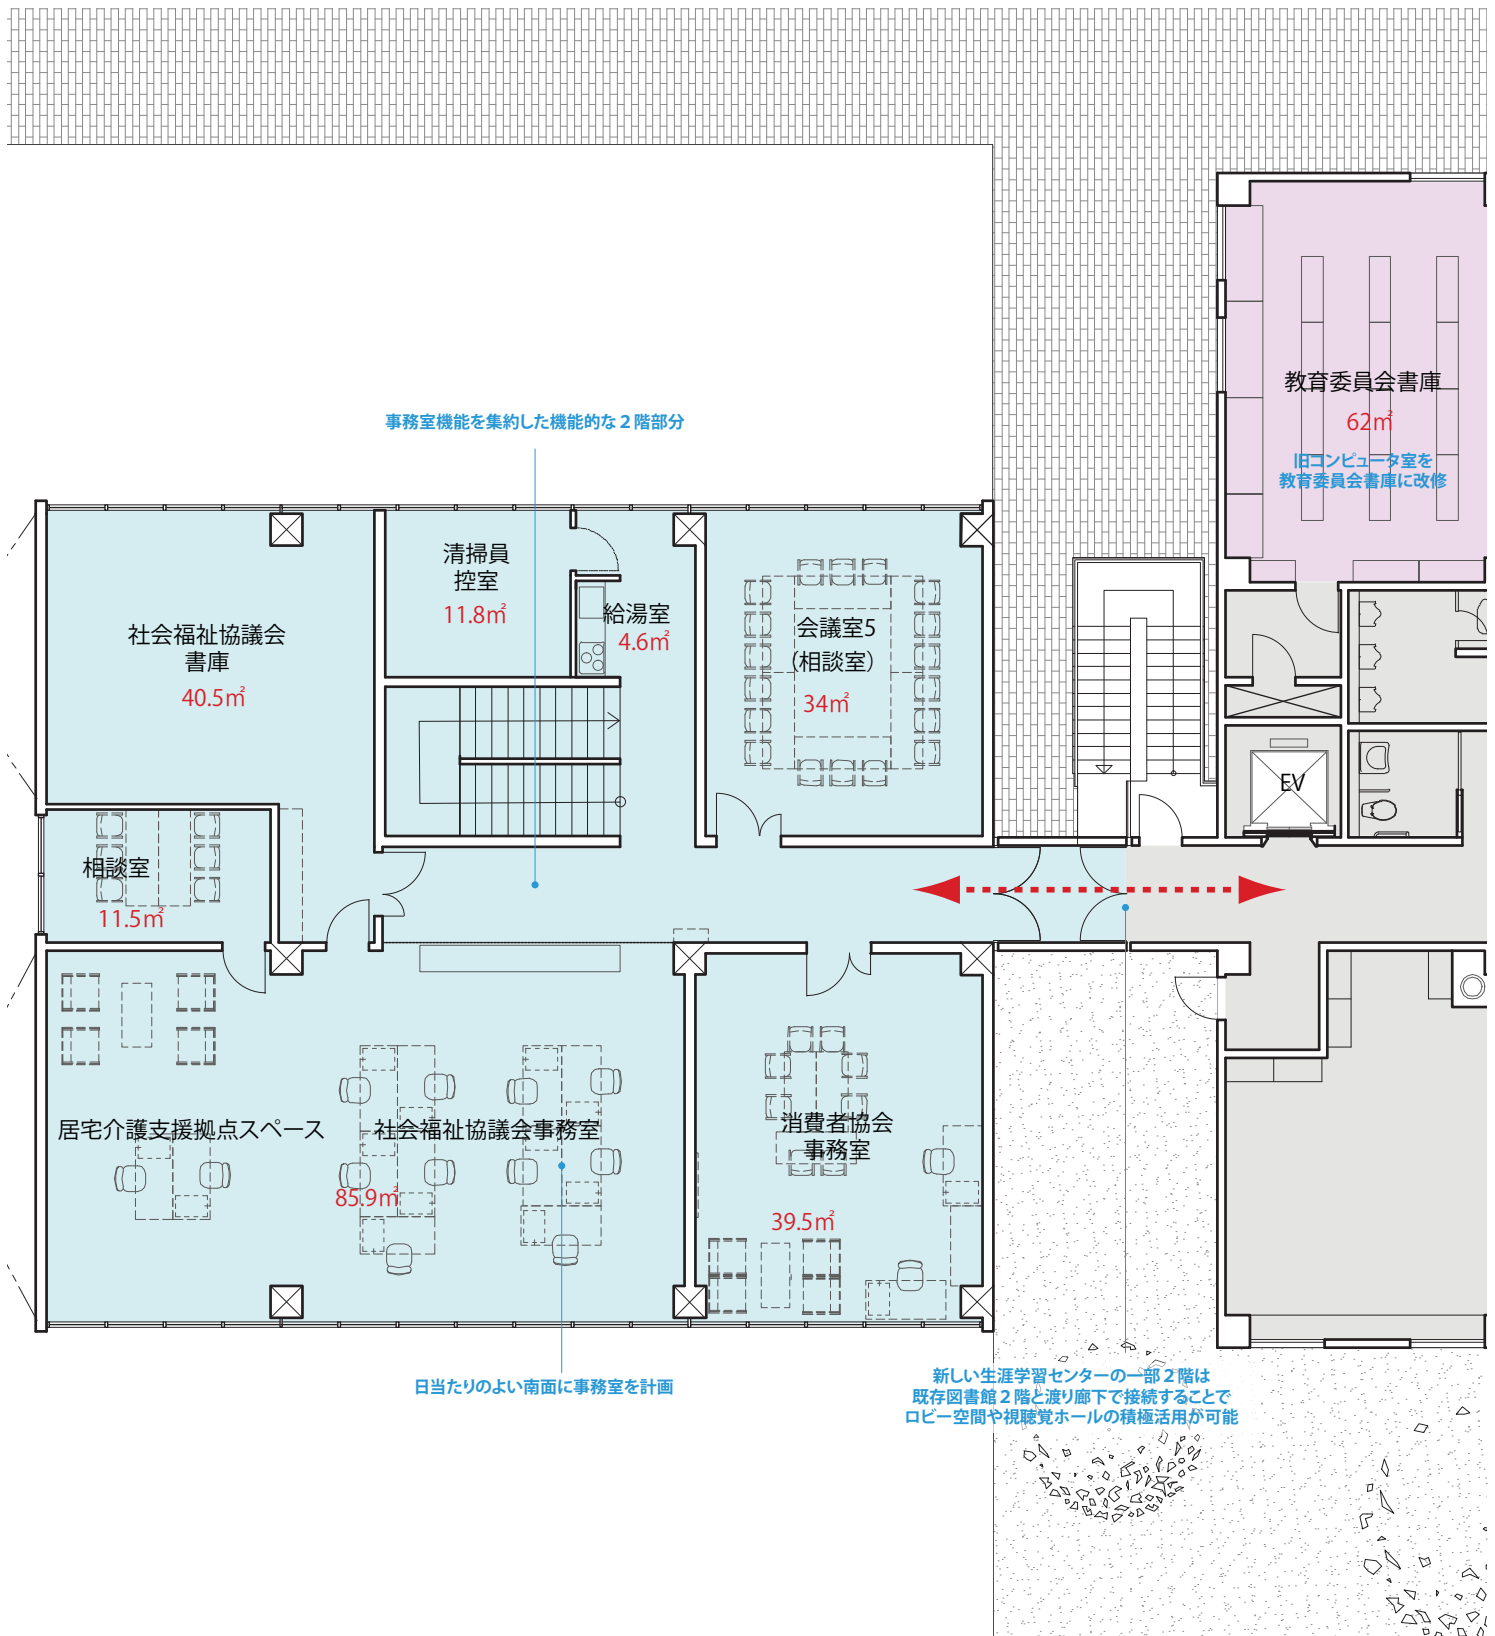 教育委員会書庫
62㎡
旧コンピュータ室を
教育委員会書庫に改修
事務室機能を集約した機能的な２階部分
清掃員
控室
11.8㎡
給湯室
4.6㎡
会議室5
（相談室）
34㎡
社会福祉協議会
書庫
40.5㎡
EV
相談室
11.5㎡
居宅介護支援拠点スペース
社会福祉協議会事務室
85.9㎡
消費者協会
事務室
39.5㎡
日当たりのよい南面に事務室を計画
新しい生涯学習センターの一部２階は
既存図書館２階と渡り廊下で接続することで
ロビー空間や視聴覚ホールの積極活用が可能